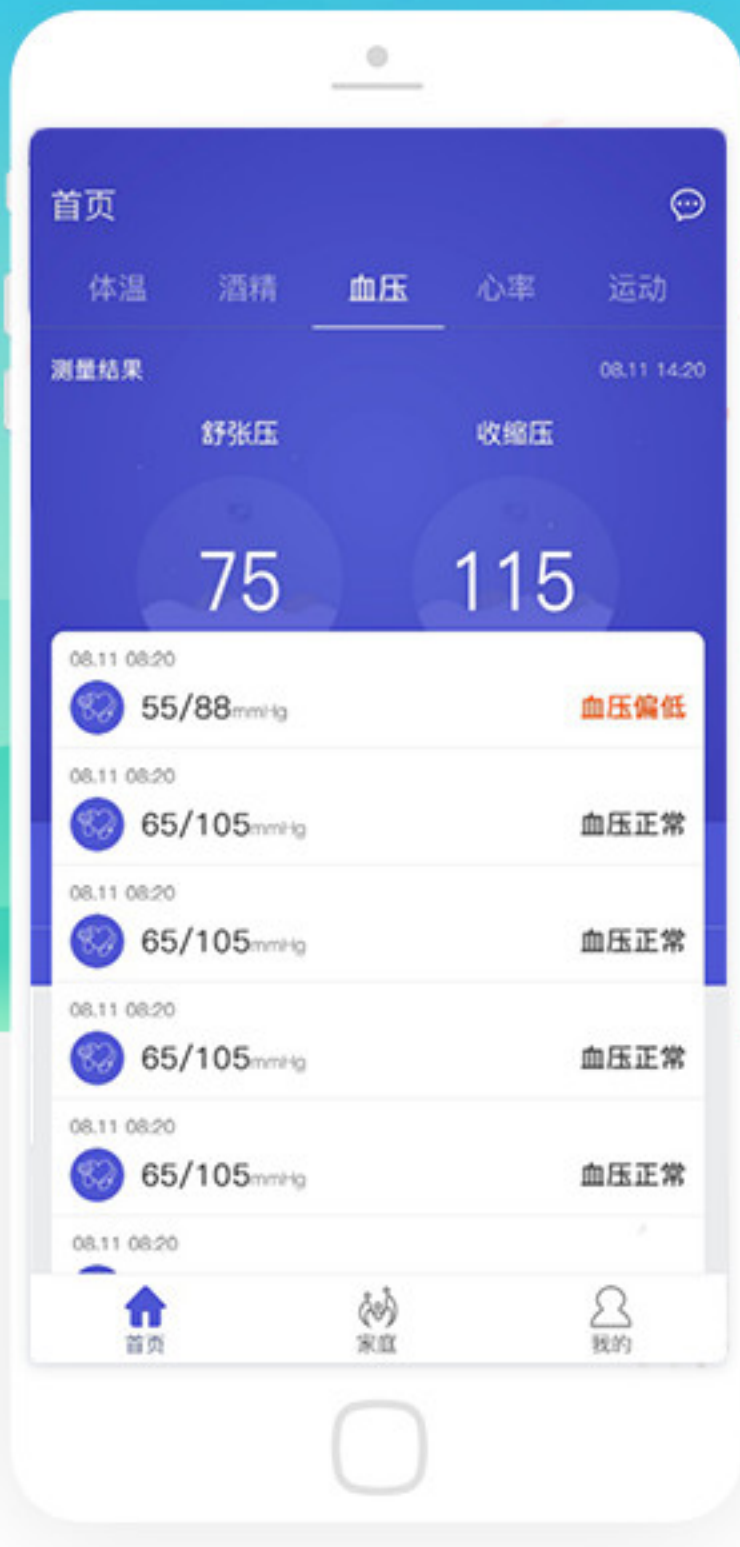 首页
体温 酒精 血压 心率 运动
测量结果 08.11 14:20
舒张压 收缩压
75 115
08.11 08:20
55/88mmHg 血压偏低
08.11 08:20
65/105mmHg 血压正常
08.11 08:20
65/105mmHg 血压正常
08.11 08:20
65/105mmHg 血压正常
08.11 08:20
65/105mmHg 血压正常
08.11 08:20
首页 家庭 我的